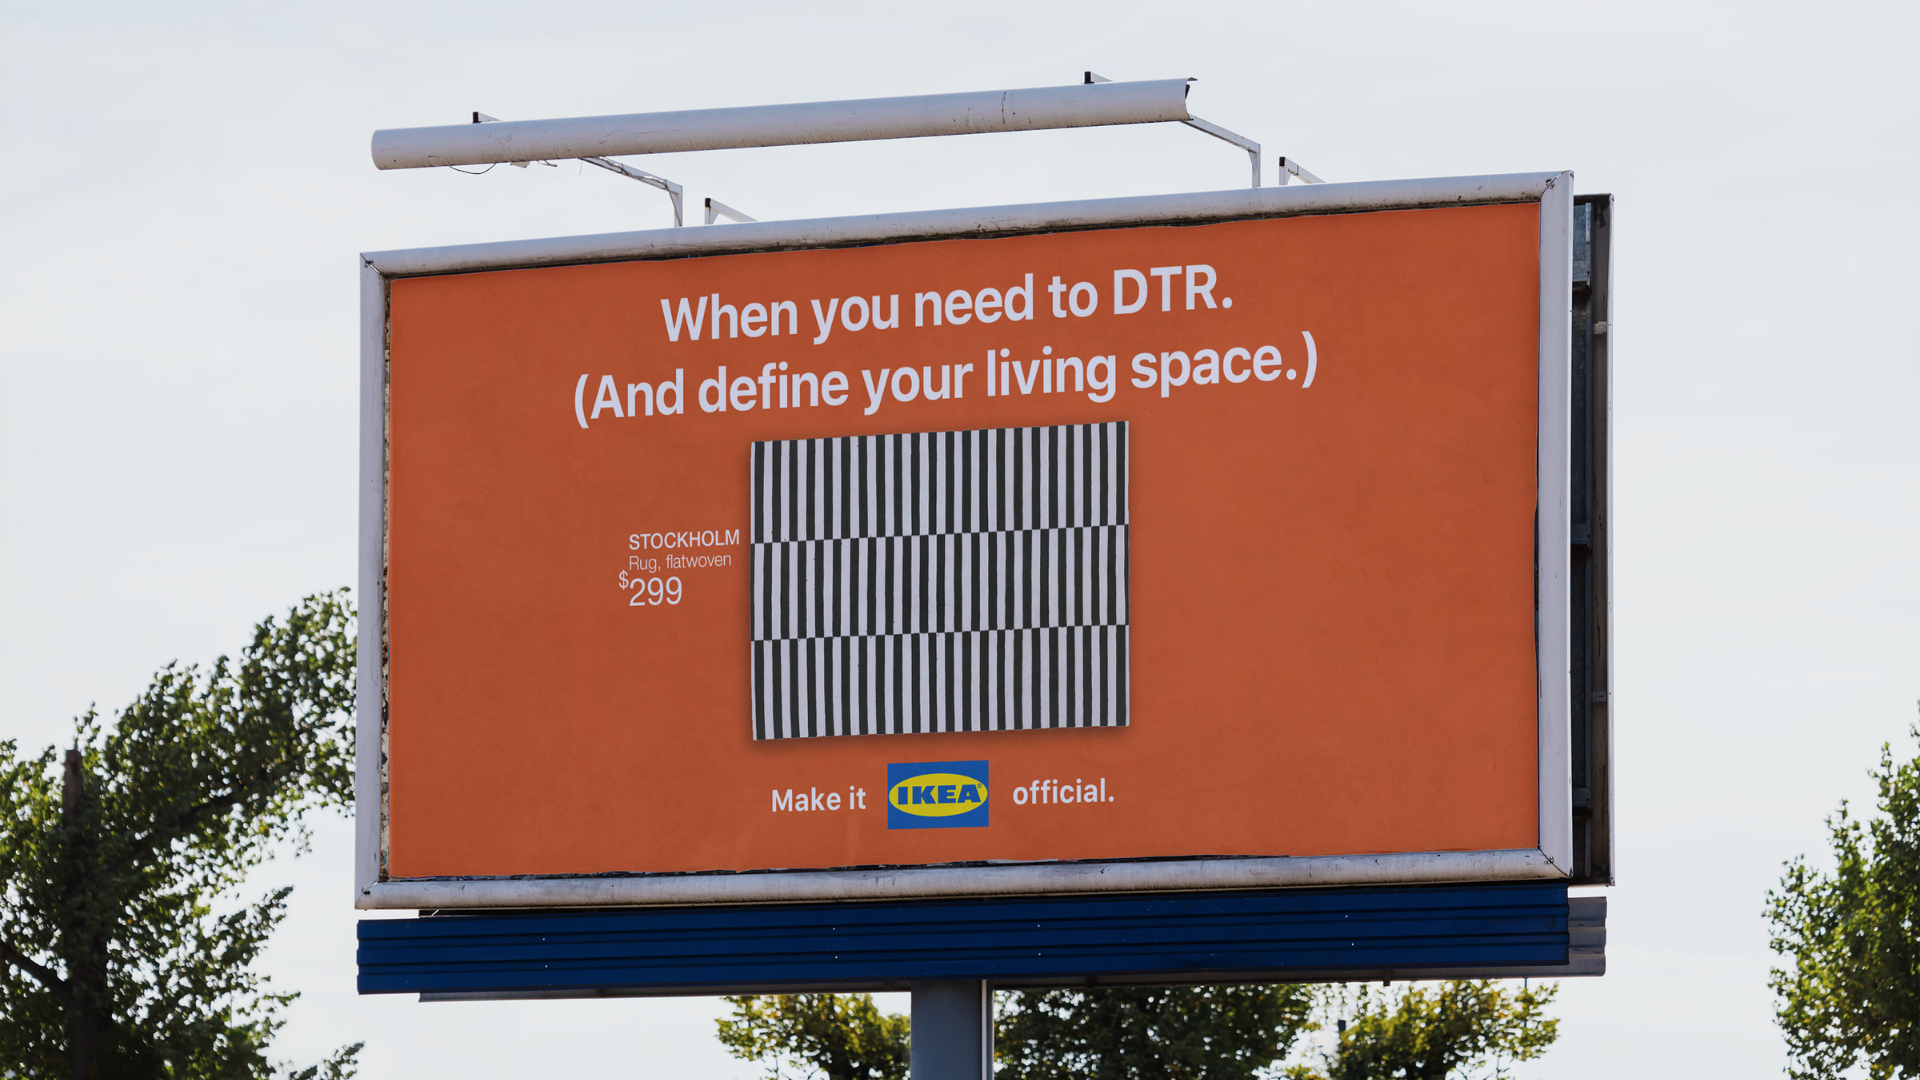 When you need to DTR.
(And define your living space.)
STOCKHOLM
Rug, flatwoven
$299
Make it IKEA official.